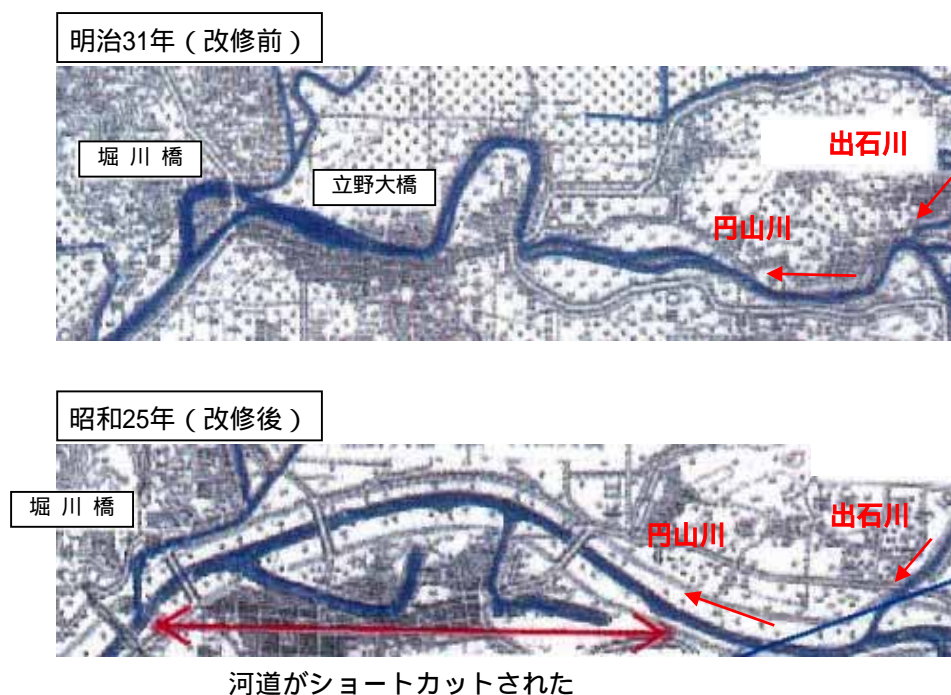 明治31年（改修前）
堀川橋
立野大橋
出石川
円山川
昭和25年（改修後）
堀川橋
円山川
出石川
河道がショートカットされた